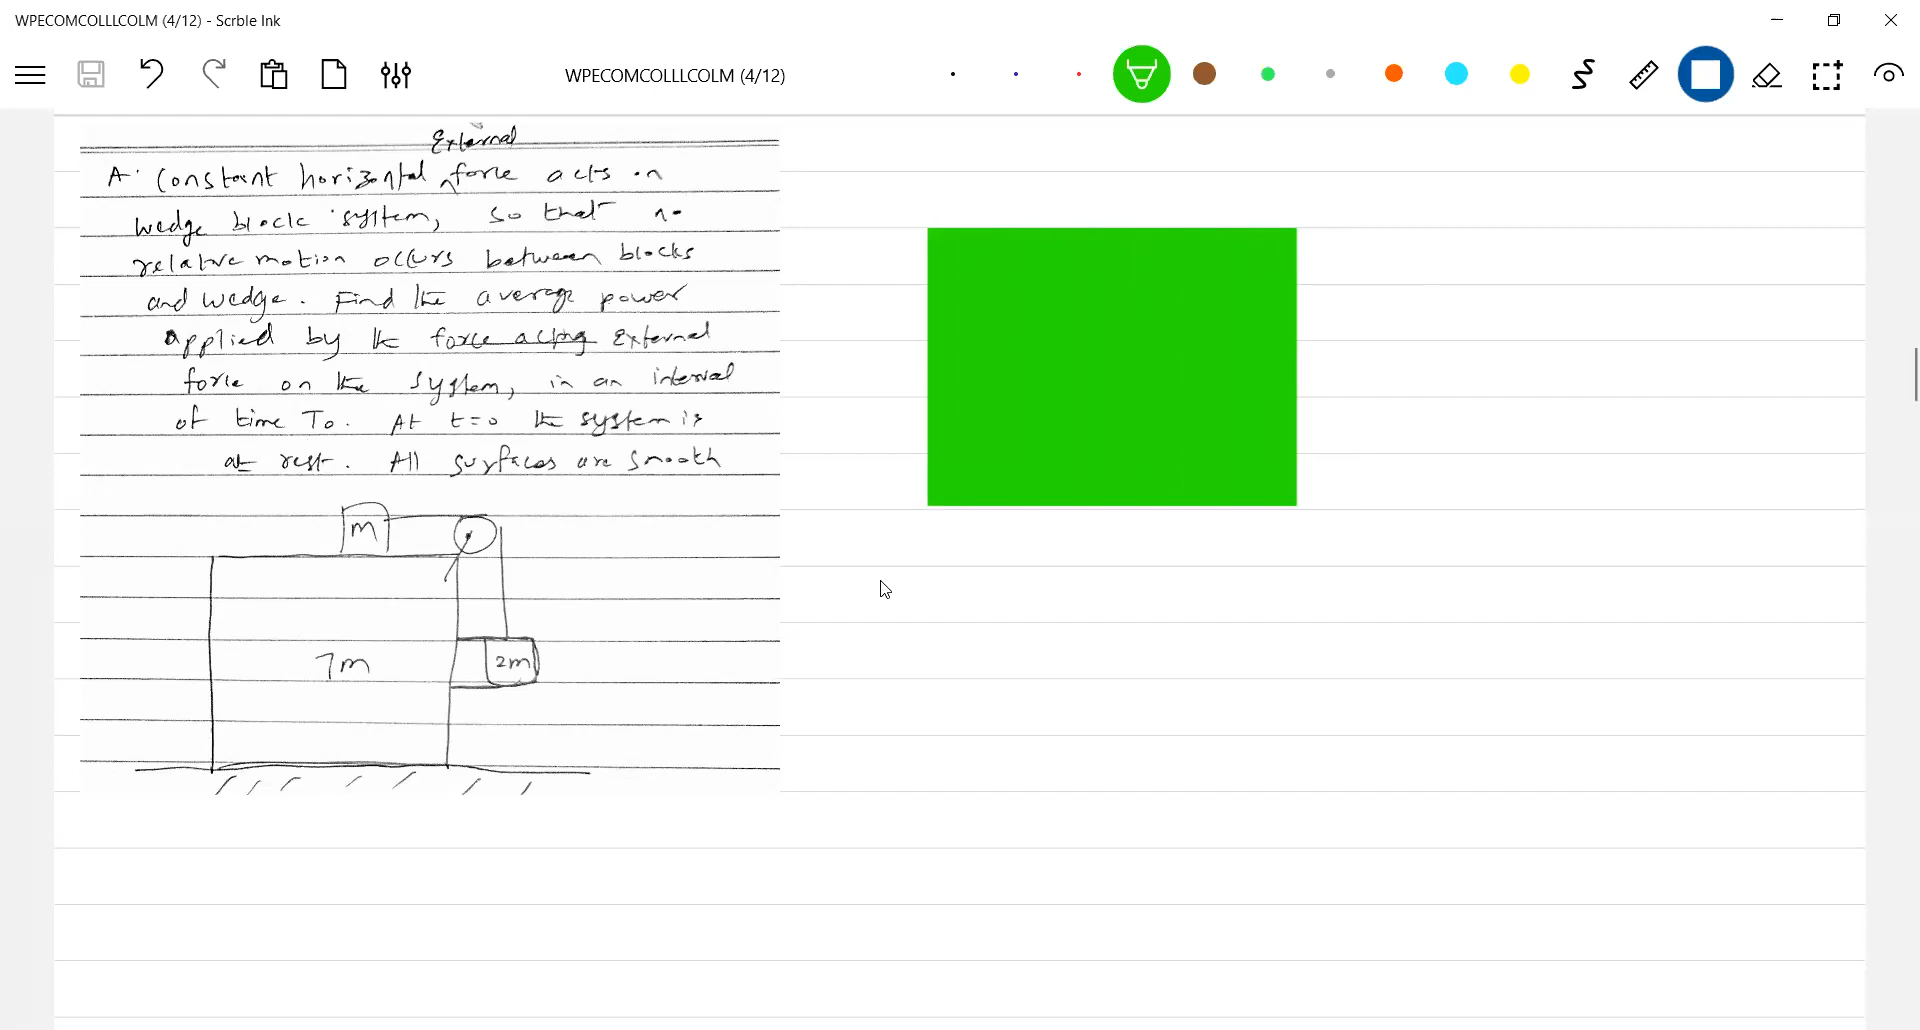 WPECOMCOLLLCOLM (4/12) - Scrble Ink
WPECOMCOLLLCOLM (4/12)
External
A constant horizontal force acts on
wedge block system, so that no
relative motion occurs between blocks
and wedge. Find the average power
applied by the force acting External
force on the system, in an interval
of time To. At t=0 the system is
at rest. All surfaces are smooth
m
7m
2m